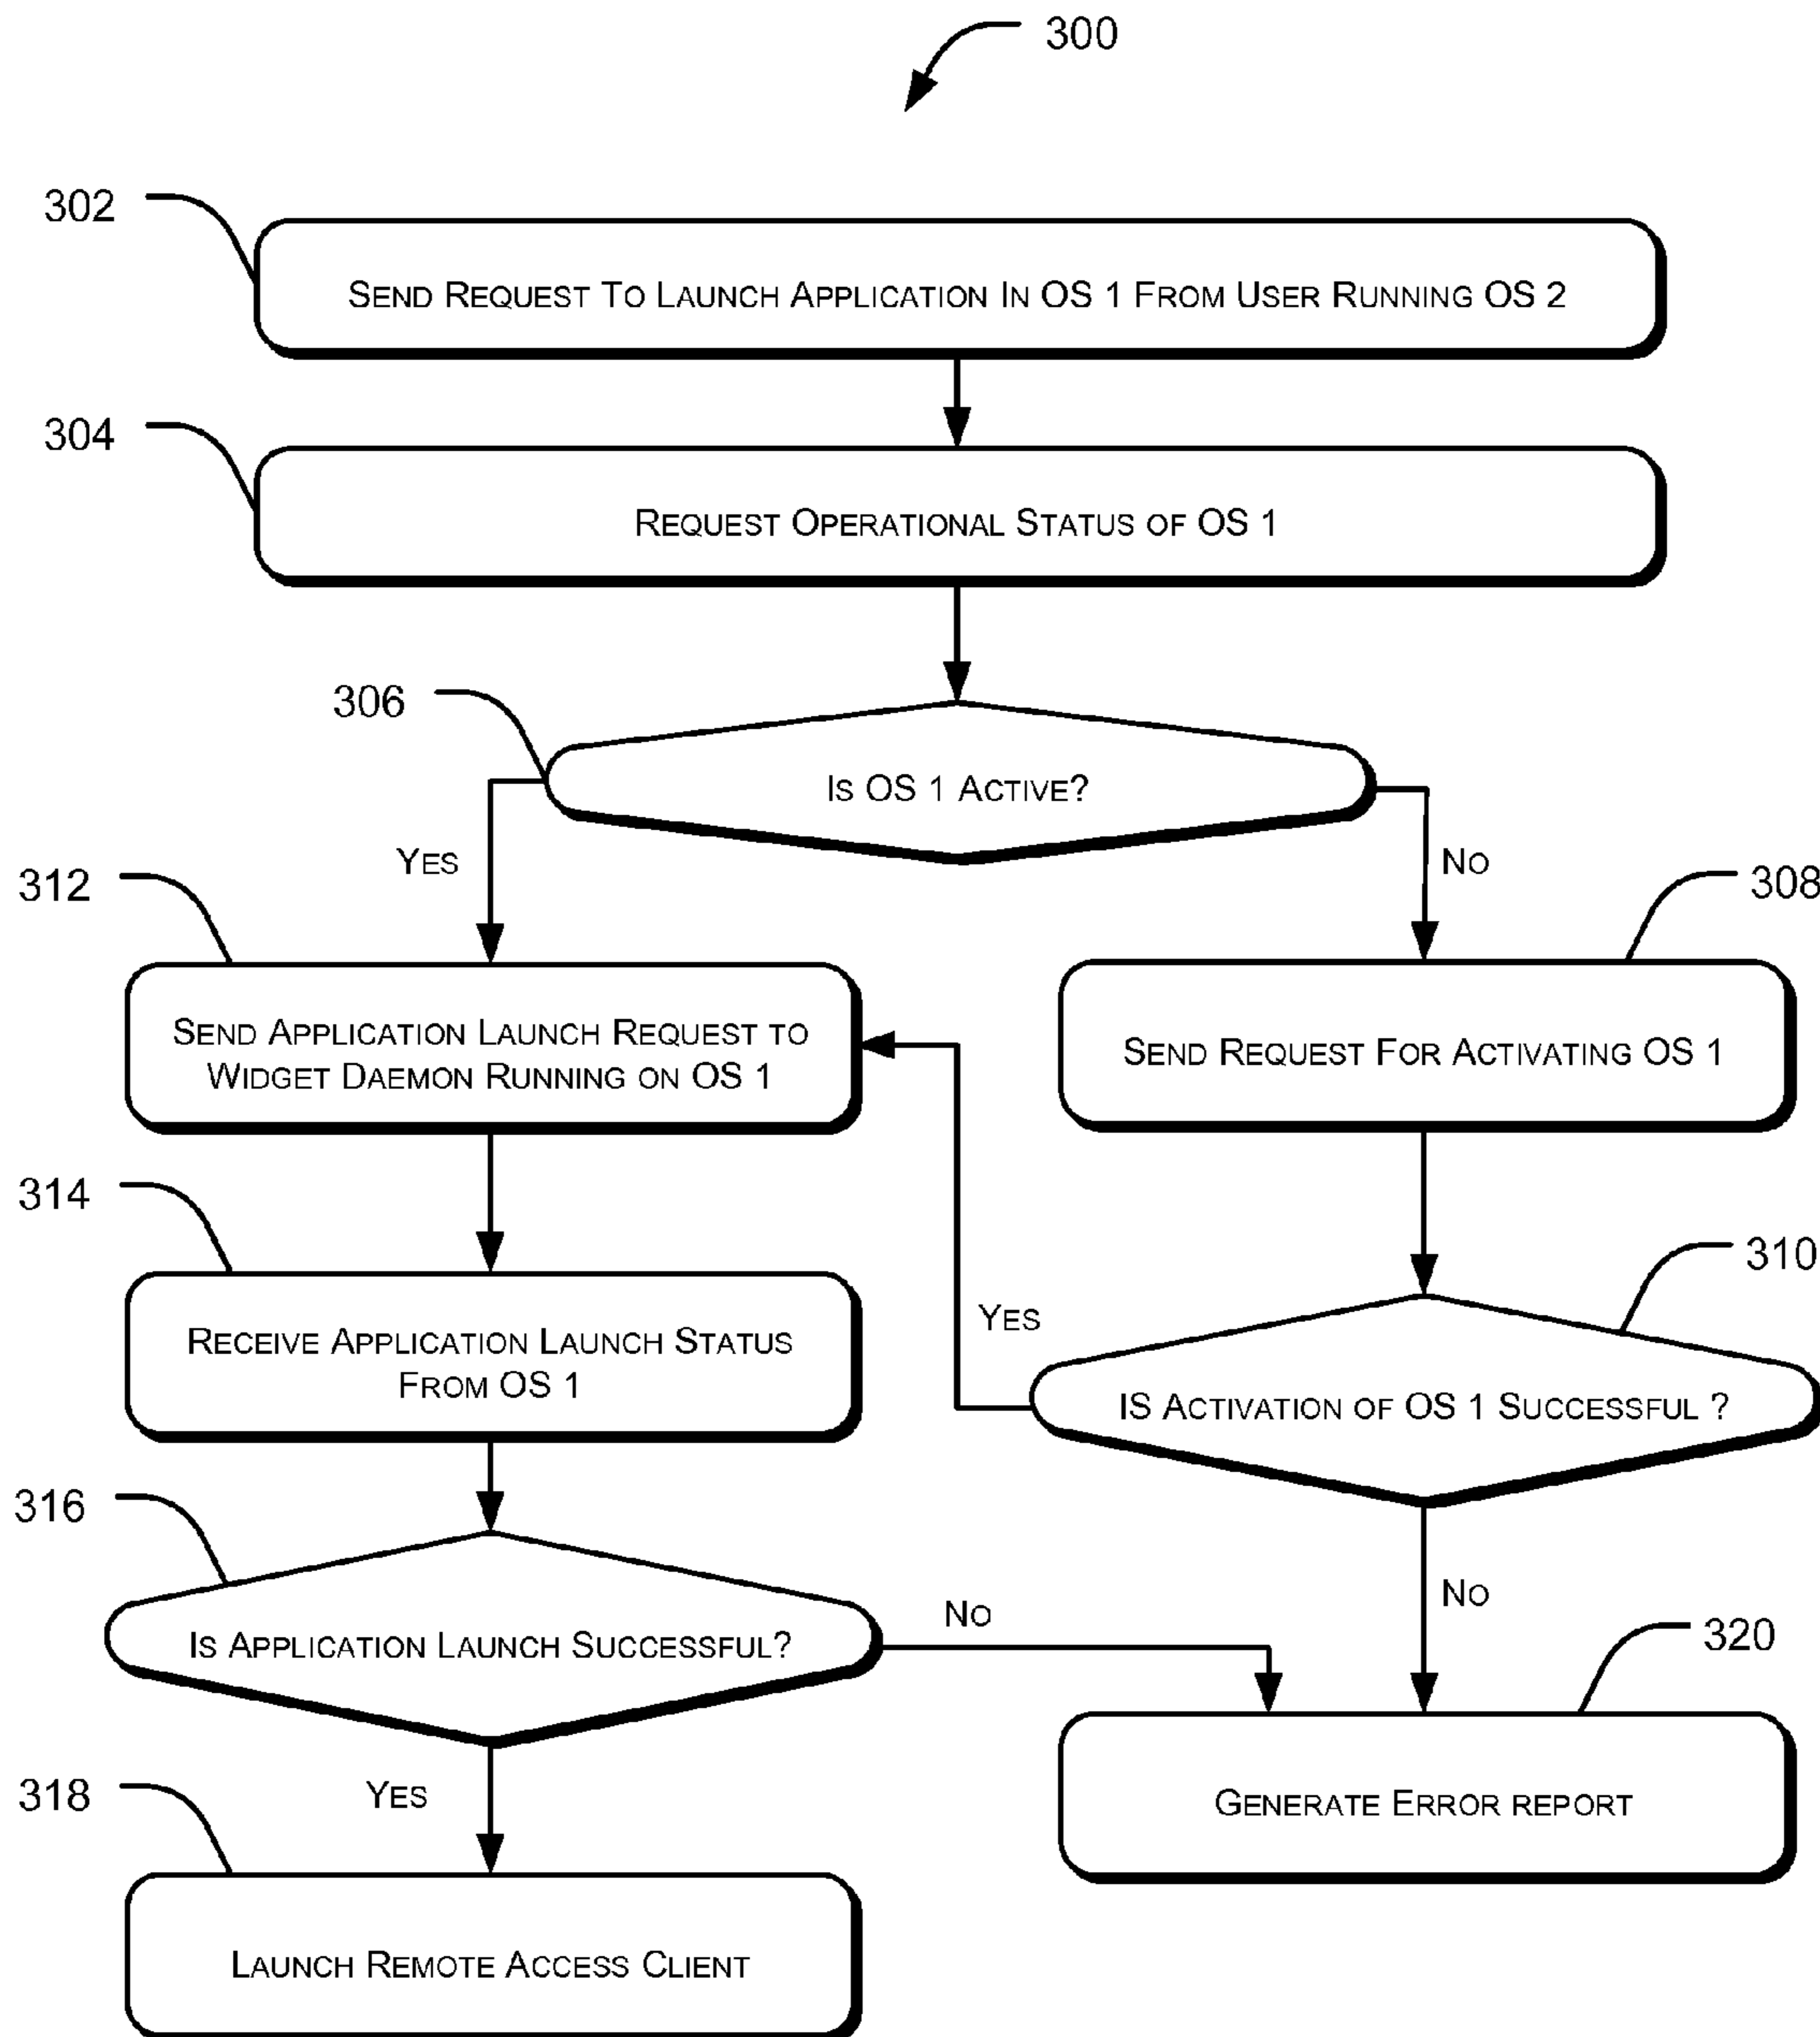 300
302
SEND REQUEST TO LAUNCH APPLICATION IN OS 1 FROM USER RUNNING OS 2
304
REQUEST OPERATIONAL STATUS OF OS 1
306
IS OS 1 ACTIVE?
YES
NO
312
308
SEND APPLICATION LAUNCH REQUEST TO
WIDGET DAEMON RUNNING ON OS 1
SEND REQUEST FOR ACTIVATING OS 1
314
310
YES
RECEIVE APPLICATION LAUNCH STATUS
FROM OS 1
IS ACTIVATION OF OS 1 SUCCESSFUL ?
316
NO
IS APPLICATION LAUNCH SUCCESSFUL?
NO
320
318
YES
GENERATE ERROR REPORT
LAUNCH REMOTE ACCESS CLIENT